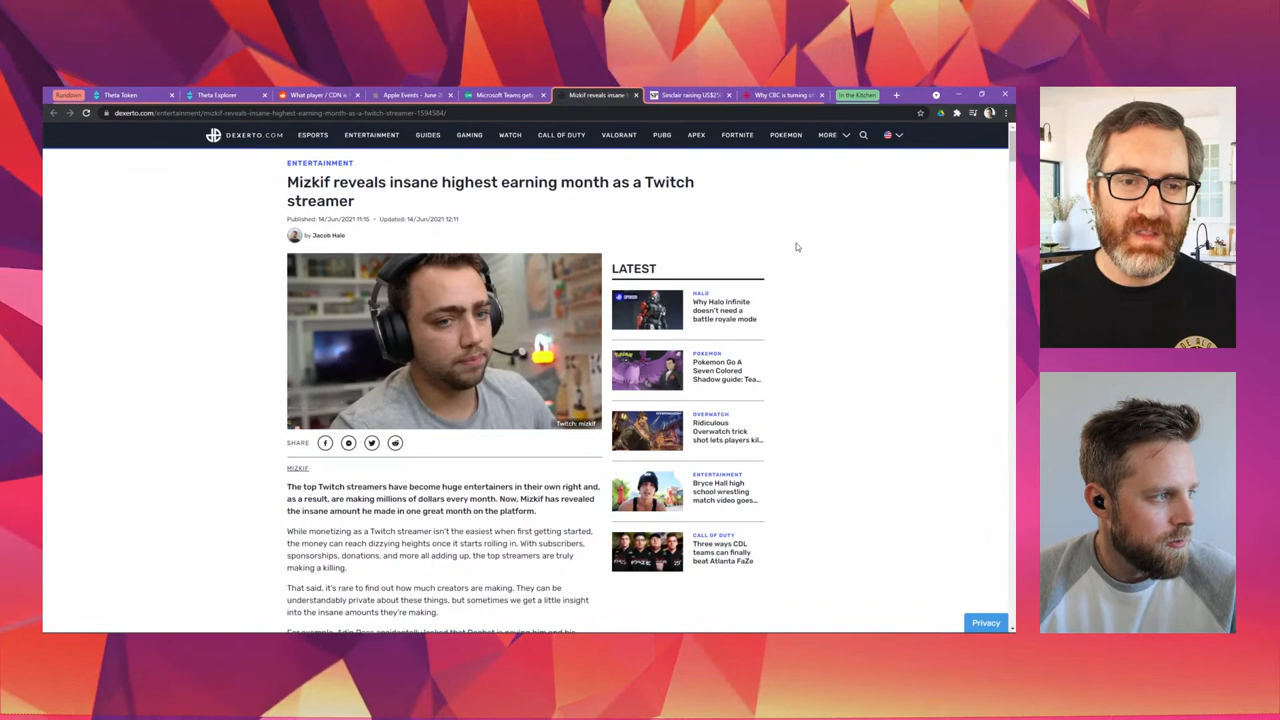 Rundown
Theta Token
Theta Explorer
What player / CDN is
Apple Events - June 2
Microsoft Teams gets
Mizkif reveals insane
Sinclair raising US$25
Why CBC is turning of
In the Kitchen
dexerto.com/entertainment/mizkif-reveals-insane-highest-earning-month-as-a-twitch-streamer-1594584/
DEXERTO.COM
ESPORTS
ENTERTAINMENT
GUIDES
GAMING
WATCH
CALL OF DUTY
VALORANT
PUBG
APEX
FORTNITE
POKEMON
MORE
ENTERTAINMENT
Mizkif reveals insane highest earning month as a Twitch
streamer
Published: 14/Jun/2021 11:15 • Updated: 14/Jun/2021 12:11
by Jacob Hale
Twitch: mizkif
SHARE
MIZKIF
The top Twitch streamers have become huge entertainers in their own right and,
as a result, are making millions of dollars every month. Now, Mizkif has revealed
the insane amount he made in one great month on the platform.
While monetizing as a Twitch streamer isn't the easiest when first getting started,
the money can reach dizzying heights once it starts rolling in. With subscribers,
sponsorships, donations, and more all adding up, the top streamers are truly
making a killing.
That said, it's rare to find out how much creators are making. They can be
understandably private about these things, but sometimes we get a little insight
into the insane amounts they're making.
LATEST
OPINION
HALO
Why Halo Infinite
doesn't need a
battle royale mode
POKEMON
Pokemon Go A
Seven Colored
Shadow guide: Tea...
OVERWATCH
Ridiculous
Overwatch trick
shot lets players kil...
ENTERTAINMENT
Bryce Hall high
school wrestling
match video goes...
CALL OF DUTY
Three ways CDL
teams can finally
beat Atlanta FaZe
Privacy